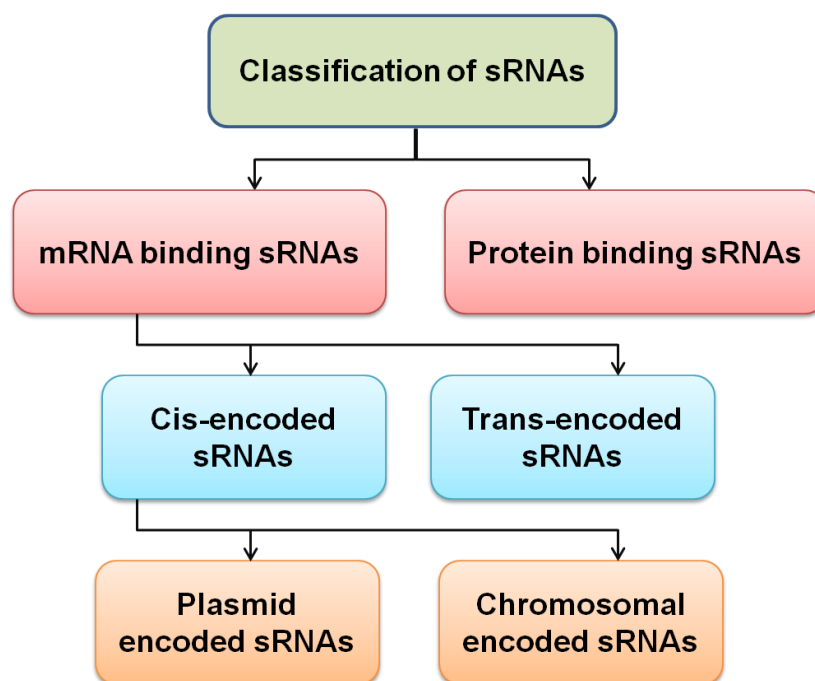 Classification of sRNAs
mRNA binding sRNAs
Protein binding sRNAs
Cis-encoded
sRNAs
Trans-encoded
sRNAs
Plasmid
encoded sRNAs
Chromosomal
encoded sRNAs